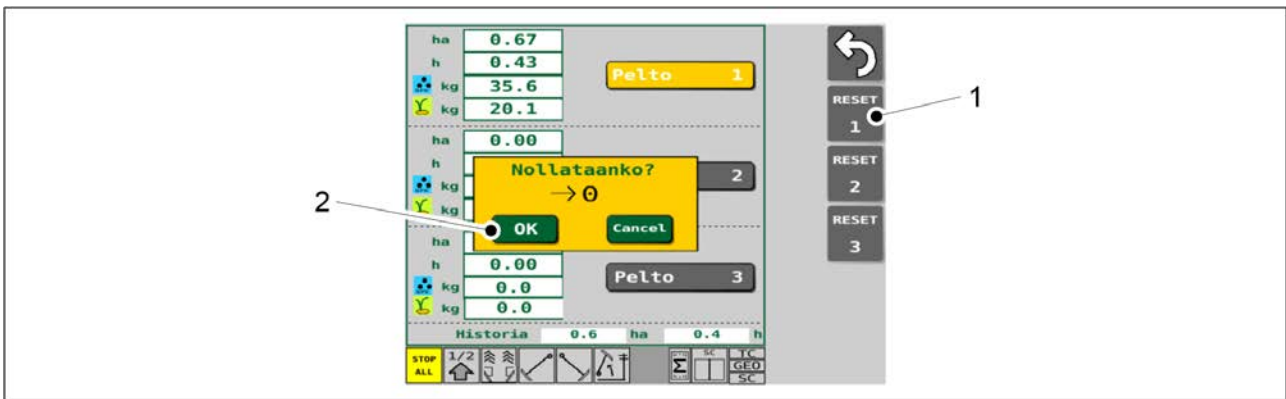 ha 0.67
h 0.43
kg 35.6
kg 20.1
Pelto 1
ha 0.00
h
kg
kg
2
Nollataanko?
→0
OK Cancel
ha
h 0.00
kg 0.0
kg 0.0
Pelto 3
Historia 0.6 ha 0.4 h
STOP ALL
1/2
Σ
SC
TC
GEO
SC
RESET
1
RESET
2
RESET
3
1
2